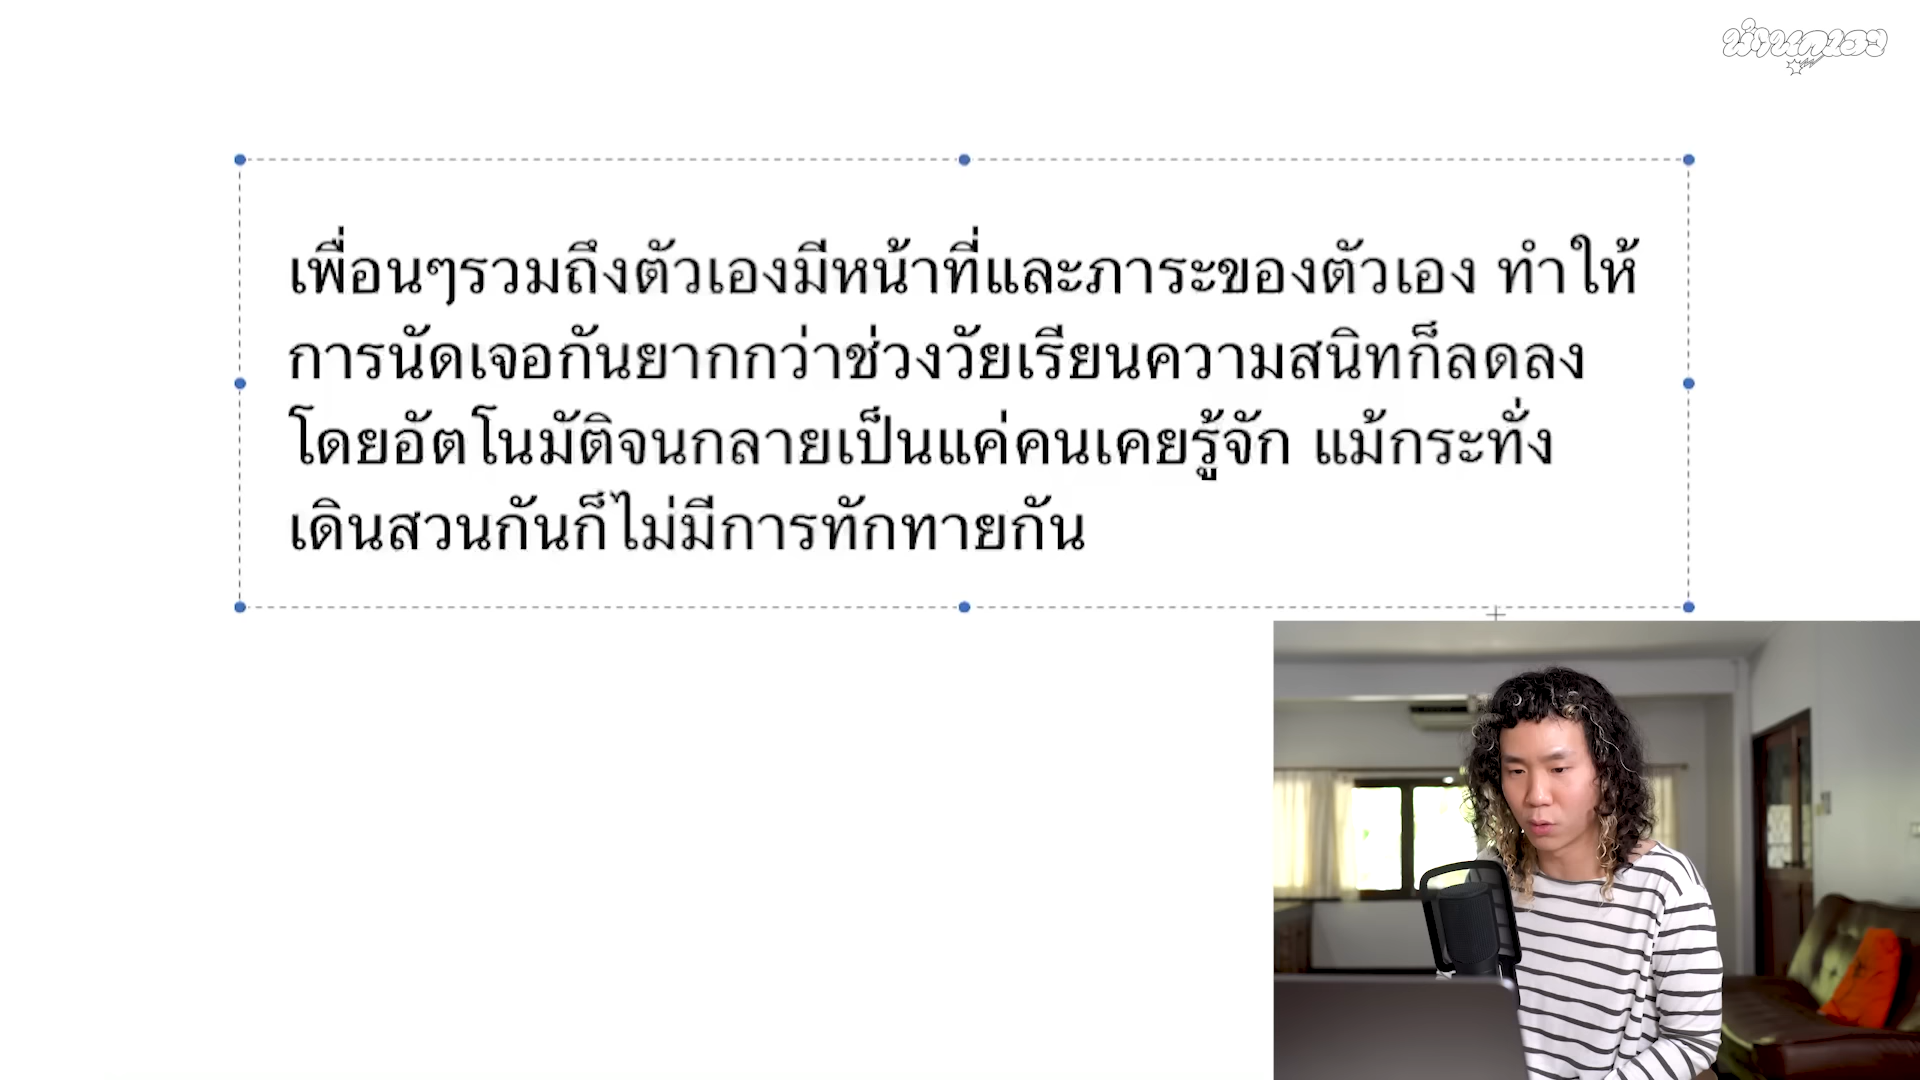 น่านกูเอง
เพื่อนๆรวมถึงตัวเองมีหน้าที่และภาระของตัวเอง ทำให้
การนัดเจอกันยากกว่าช่วงวัยเรียนความสนิทก็ลดลง
โดยอัตโนมัติจนกลายเป็นแค่คนเคยรู้จัก แม้กระทั่ง
เดินสวนกันก็ไม่มีการทักทายกัน